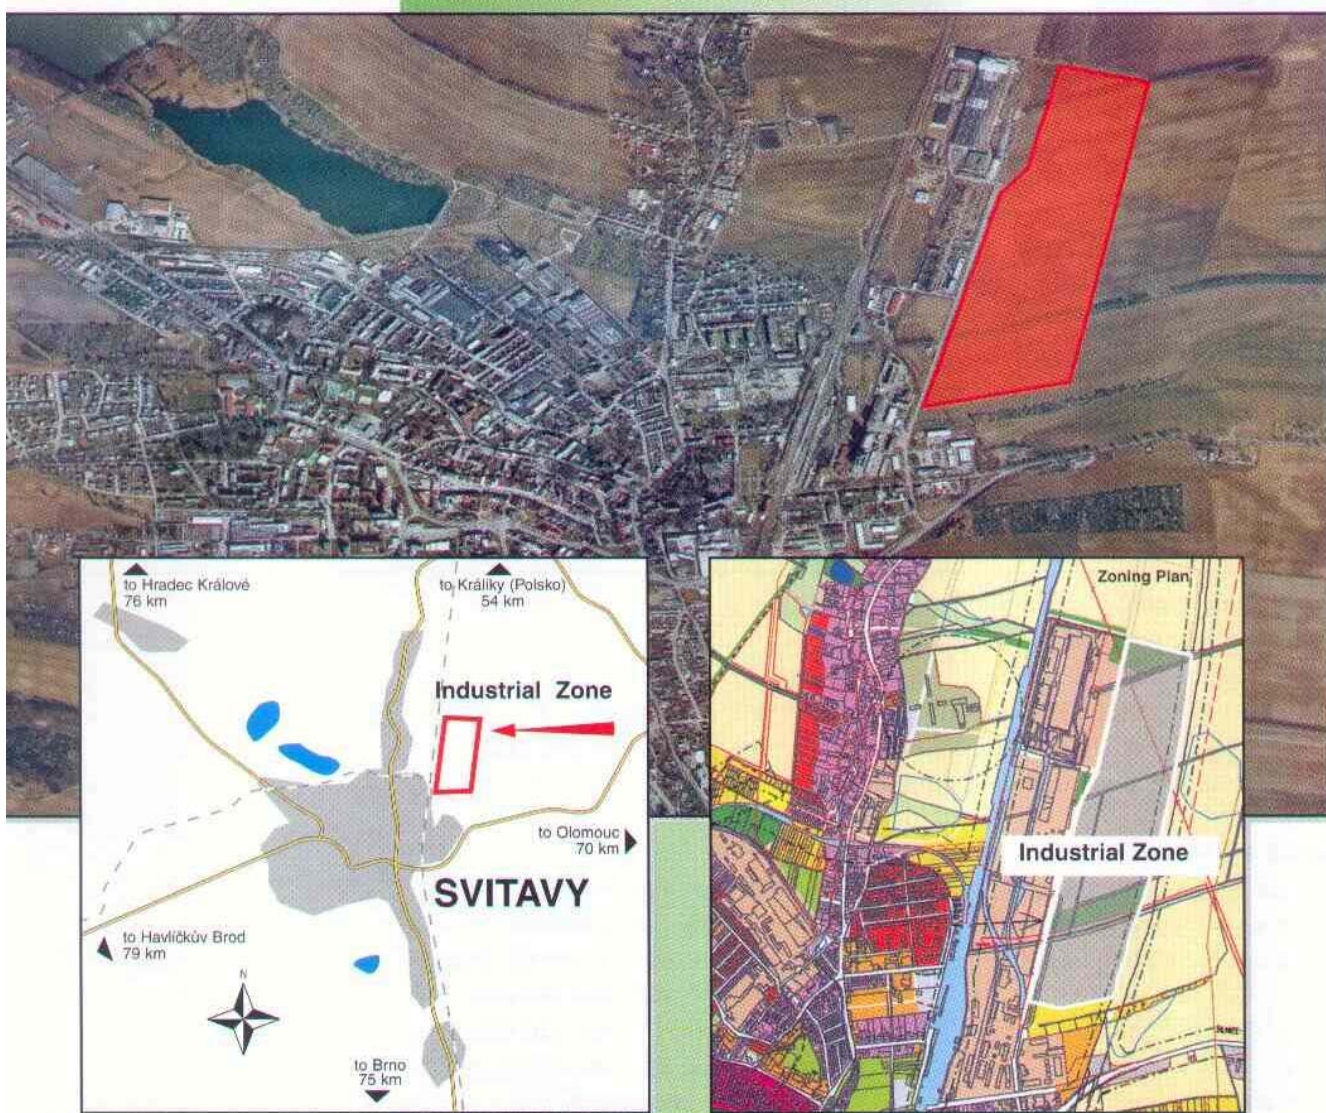 to Hradec Králové
76 km
to Králíky (Polsko)
54 km
Industrial Zone
to Olomouc
70 km
SVITAVY
to Havlíčkův Brod
79 km
N
to Brno
75 km
Zoning Plan
Industrial Zone